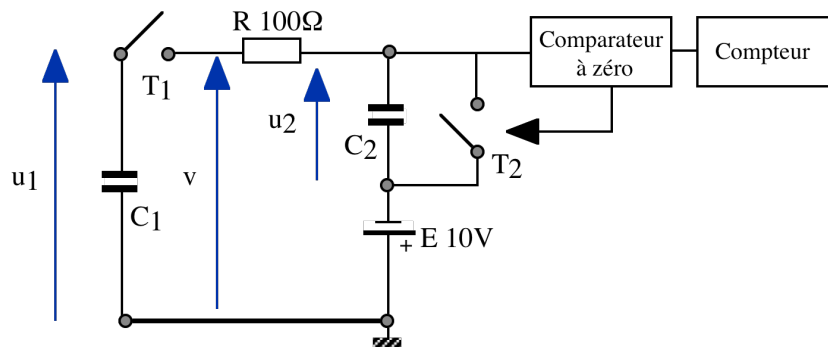 R 100Ω
Comparateur
à zéro
Compteur
T1
u2
C2
T2
u1
v
C1
+ E 10V